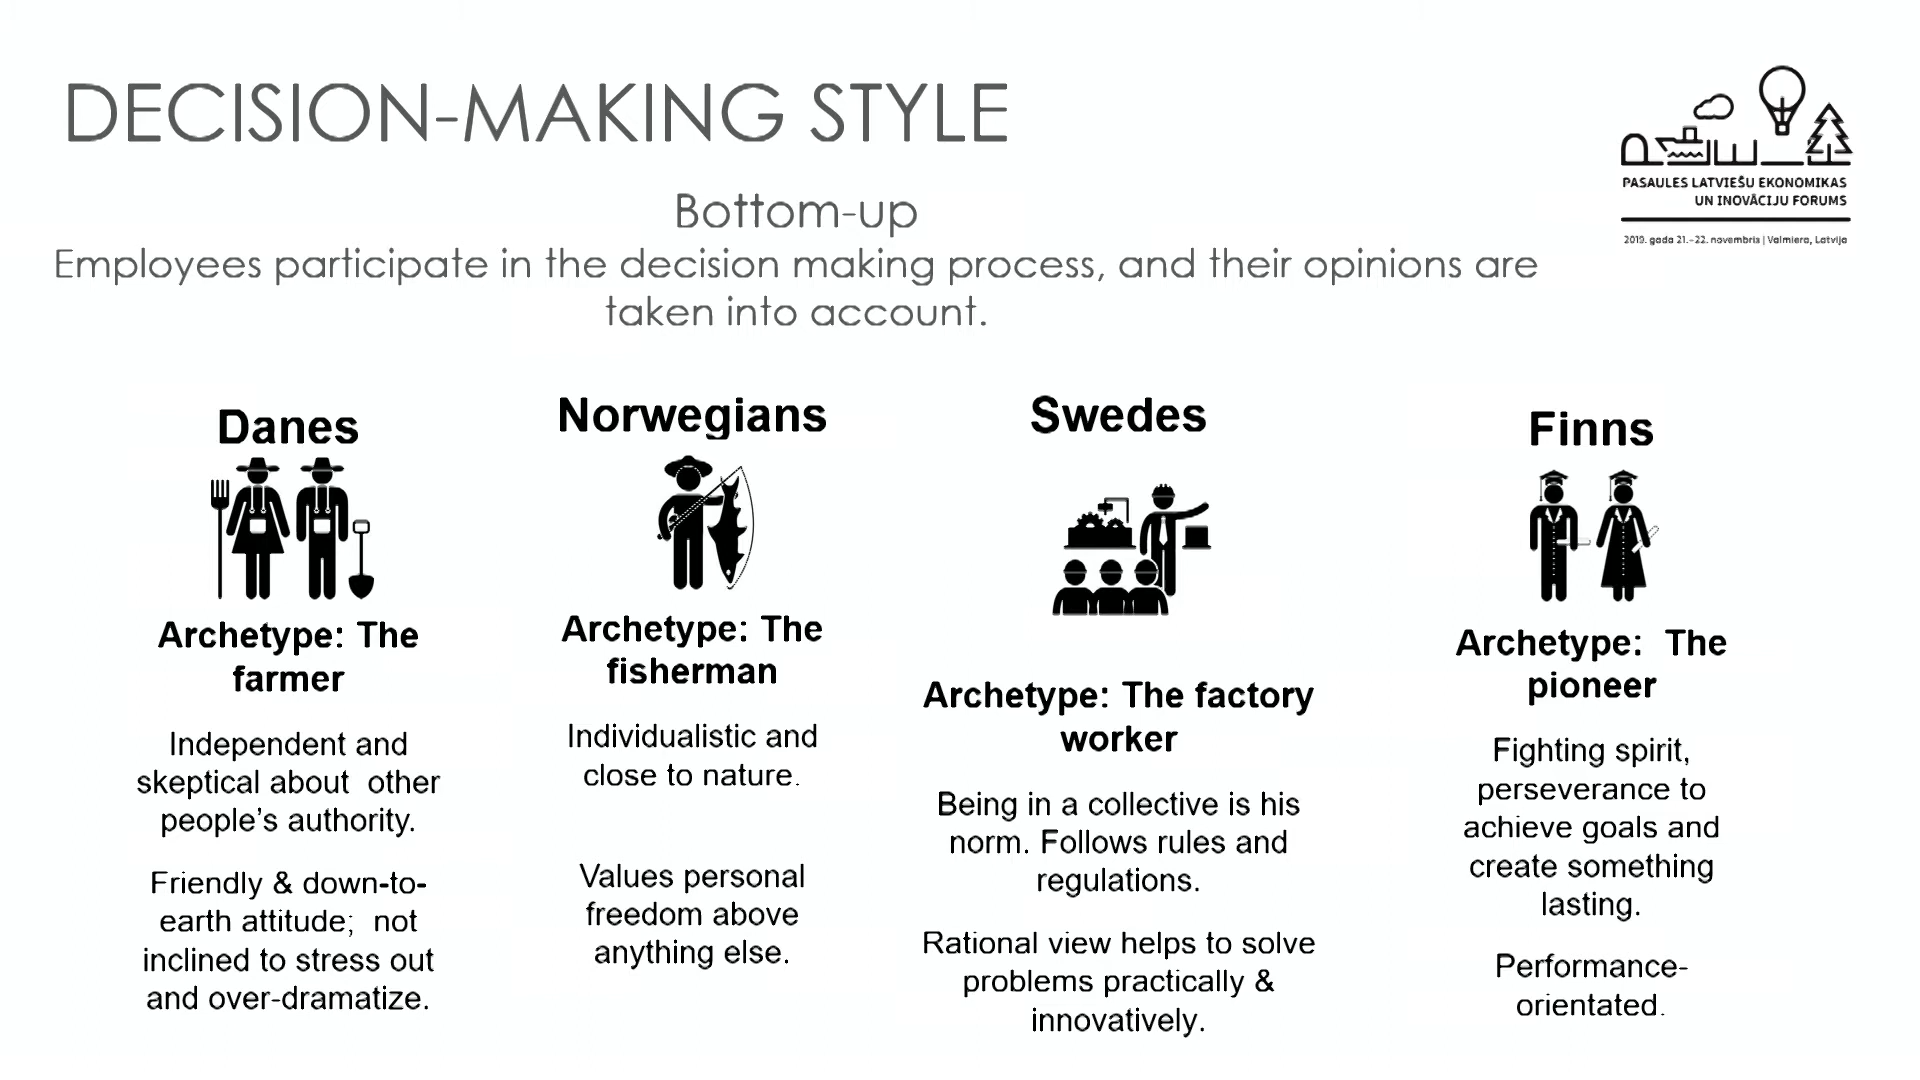 DECISION-MAKING STYLE
PASAULES LATVIEŠU EKONOMIKAS
UN INOVĀCIJU FORUMS
2019. gada 21.-22. novembris | Valmiera, Latvija
Bottom-up
Employees participate in the decision making process, and their opinions are
taken into account.
Danes
Archetype: The
farmer
Independent and
skeptical about other
people’s authority.
Friendly & down-to-
earth attitude; not
inclined to stress out
and over-dramatize.
Norwegians
Archetype: The
fisherman
Individualistic and
close to nature.
Values personal
freedom above
anything else.
Swedes
Archetype: The factory
worker
Being in a collective is his
norm. Follows rules and
regulations.
Rational view helps to solve
problems practically &
innovatively.
Finns
Archetype: The
pioneer
Fighting spirit,
perseverance to
achieve goals and
create something
lasting.
Performance-
orientated.